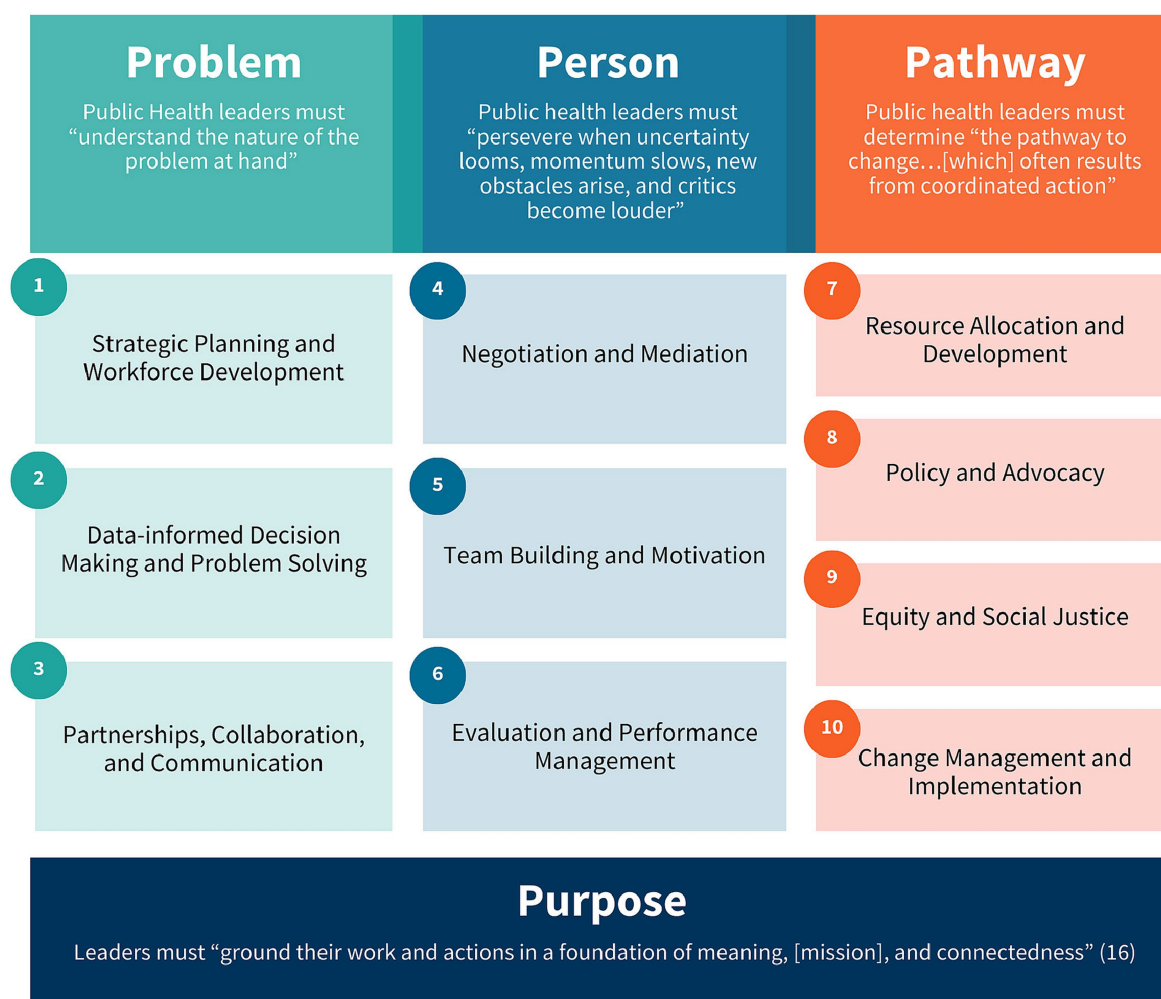 Problem
Public Health leaders must
“understand the nature of the
problem at hand”
Person
Public health leaders must
“persevere when uncertainty
looms, momentum slows, new
obstacles arise, and critics
become louder”
Pathway
Public health leaders must
determine “the pathway to
change...[which] often results
from coordinated action”
1
Strategic Planning and
Workforce Development
2
Data-informed Decision
Making and Problem Solving
3
Partnerships, Collaboration,
and Communication
4
Negotiation and Mediation
5
Team Building and Motivation
6
Evaluation and Performance
Management
7
Resource Allocation and
Development
8
Policy and Advocacy
9
Equity and Social Justice
10
Change Management and
Implementation
Purpose
Leaders must “ground their work and actions in a foundation of meaning, [mission], and connectedness” (16)